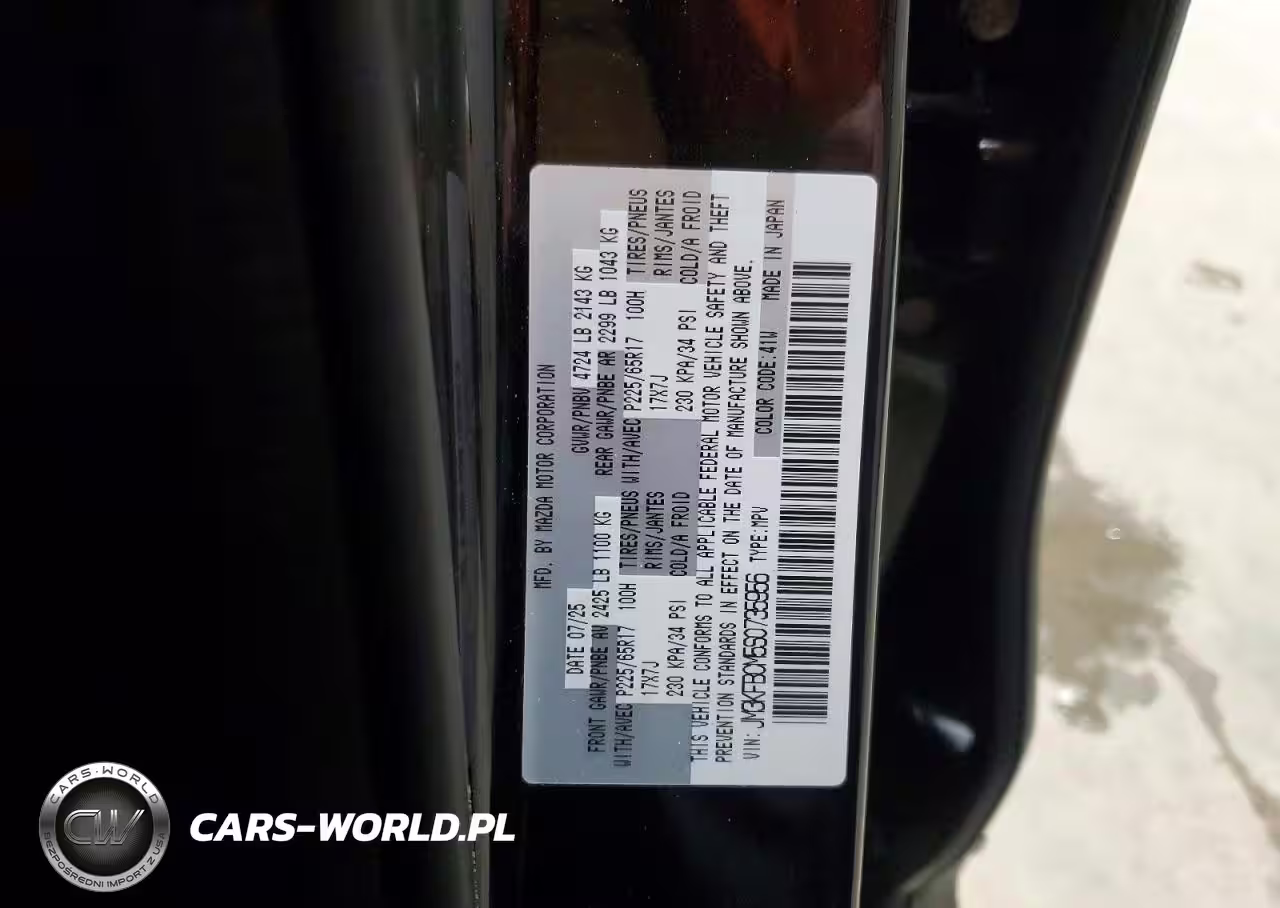 MFD. BY MAZDA MOTOR CORPORATION
DATE 07/25 GVWR/PNBV 4724 LB 2143 KG
FRONT GAWR/PNBE AV 2425 LB 1100 KG REAR GAWR/PNBE AR 2299 LB 1043 KG
WITH/AVEC P225/65R17 100H TIRES/PNEUS WITH/AVEC P225/65R17 100H TIRES/PNEUS
17X7J RIMS/JANTES 17X7J RIMS/JANTES
230 KPA/34 PSI COLD/A FROID 230 KPA/34 PSI COLD/A FROID
THIS VEHICLE CONFORMS TO ALL APPLICABLE FEDERAL MOTOR VEHICLE SAFETY AND THEFT
PREVENTION STANDARDS IN EFFECT ON THE DATE OF MANUFACTURE SHOWN ABOVE.
VIN: JM3KFBCM5S0735956 TYPE:MPV COLOR CODE:41W MADE IN JAPAN
CARS-WORLD
CW
BEZPOŚREDNI IMPORT Z USA
CARS-WORLD.PL